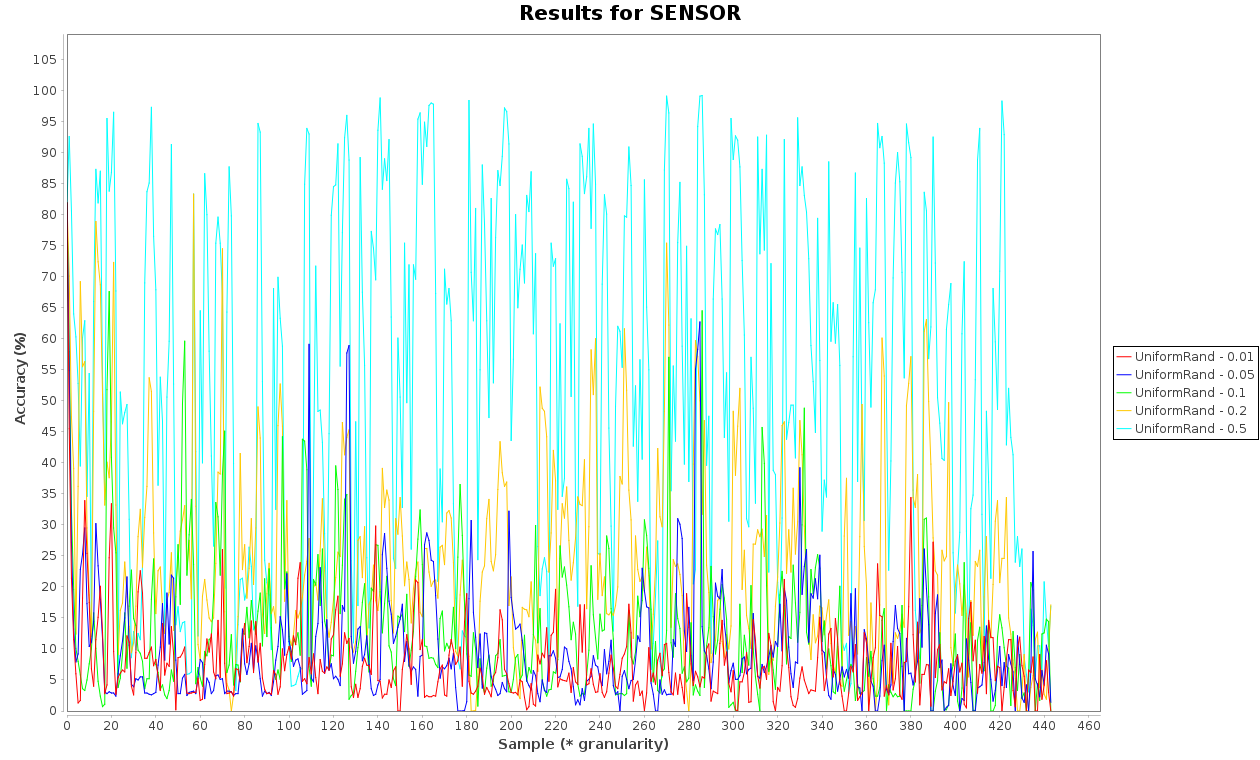 Results for SENSOR
Accuracy (%)
105
100
95
90
85
80
75
70
65
60
55
50
45
40
35
30
25
20
15
10
5
0
0 20 40 60 80 100 120 140 160 180 200 220 240 260 280 300 320 340 360 380 400 420 440 460
Sample (* granularity)
UniformRand - 0.01
UniformRand - 0.05
UniformRand - 0.1
UniformRand - 0.2
UniformRand - 0.5